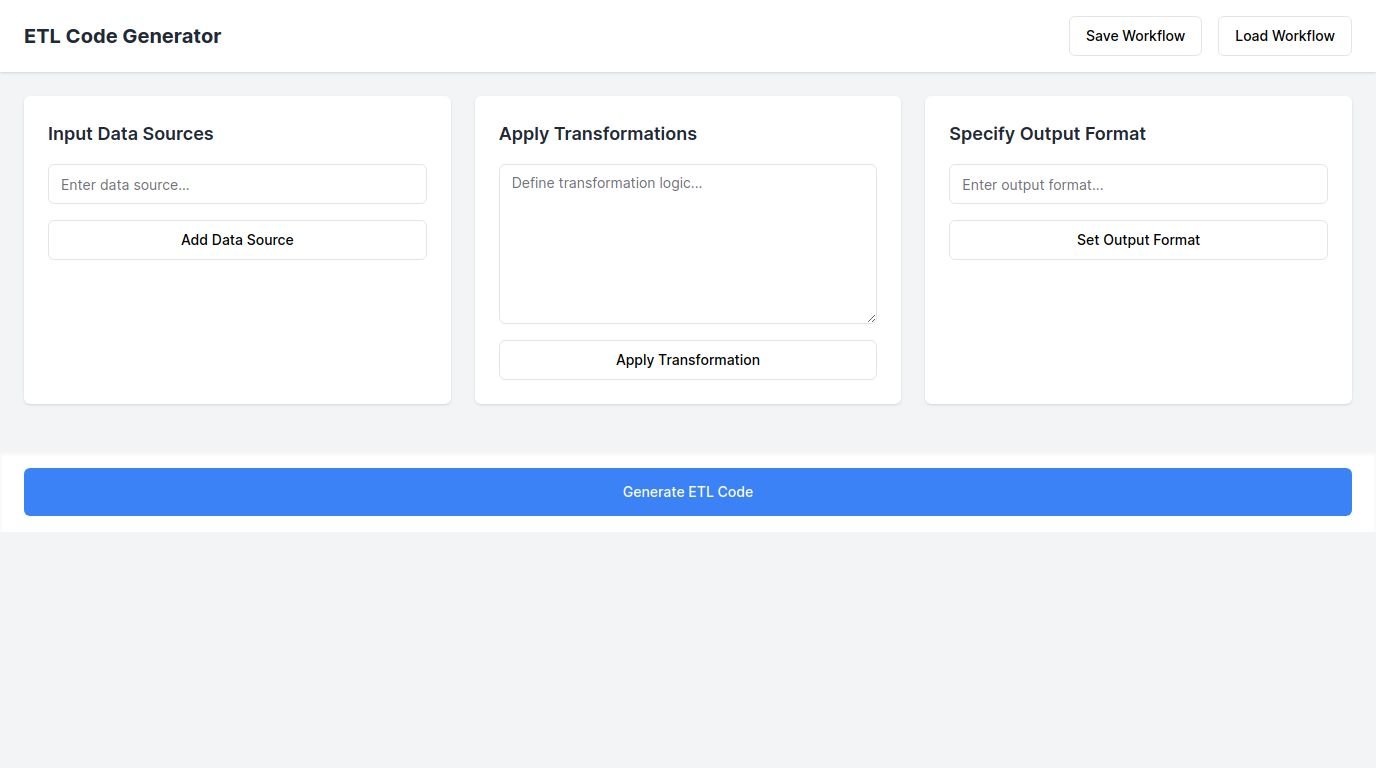 ETL Code Generator
Save Workflow
Load Workflow
Input Data Sources
Enter data source...
Add Data Source
Apply Transformations
Define transformation logic...
Apply Transformation
Specify Output Format
Enter output format...
Set Output Format
Generate ETL Code